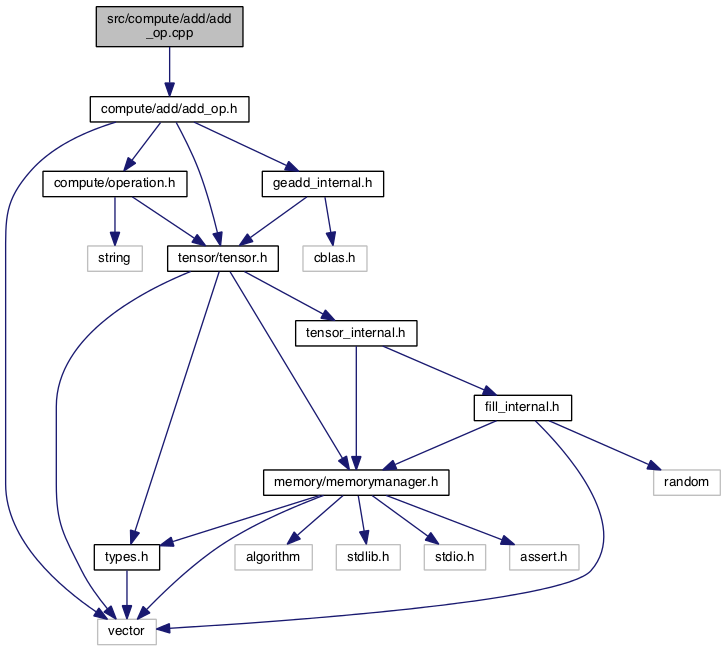 src/compute/add/add
_op.cpp
compute/add/add_op.h
compute/operation.h
geadd_internal.h
string
tensor/tensor.h
cblas.h
tensor_internal.h
fill_internal.h
memory/memorymanager.h
random
types.h
algorithm
stdlib.h
stdio.h
assert.h
vector